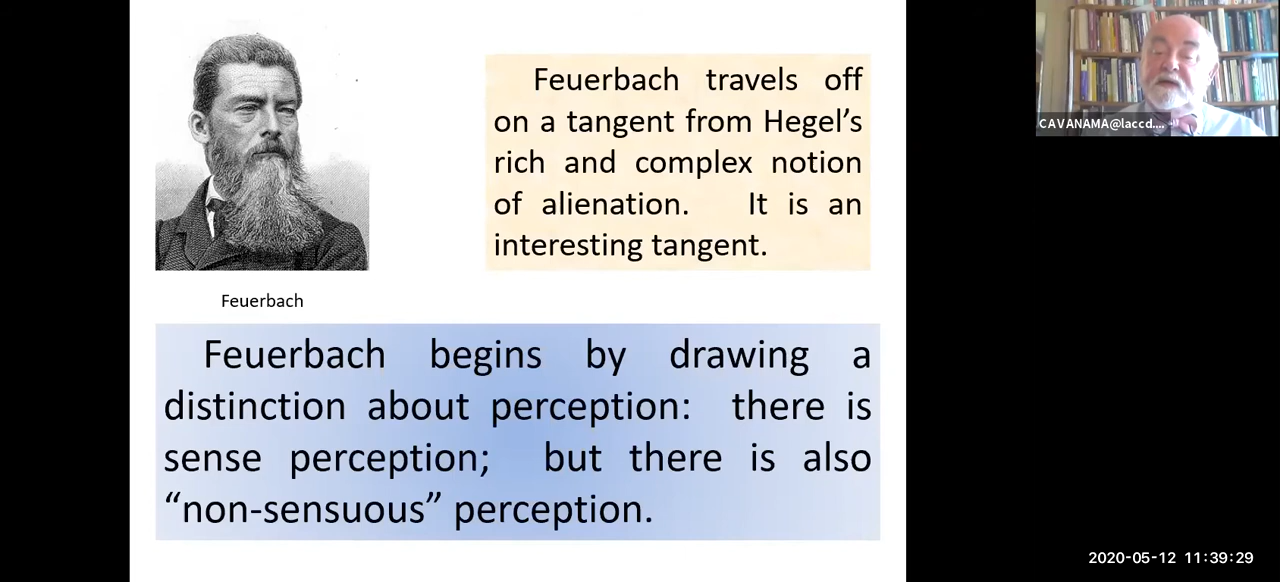 Feuerbach travels off
on a tangent from Hegel’s
rich and complex notion
of alienation. It is an
interesting tangent.
CAVANAMA@laccd....
Feuerbach
Feuerbach begins by drawing a
distinction about perception: there is
sense perception; but there is also
“non-sensuous” perception.
2020-05-12 11:39:29